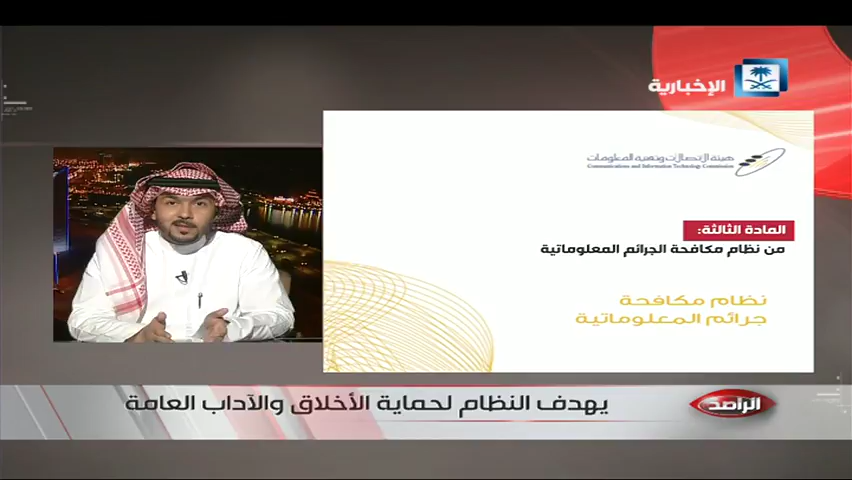 الإخبارية
هيئة الاتصالات وتقنية المعلومات
Communications and Information Technology Commission
المادة الثالثة:
من نظام مكافحة الجرائم المعلوماتية
نظام مكافحة
جرائم المعلوماتية
يهدف النظام لحماية الأخلاق والآداب العامة
الراصد